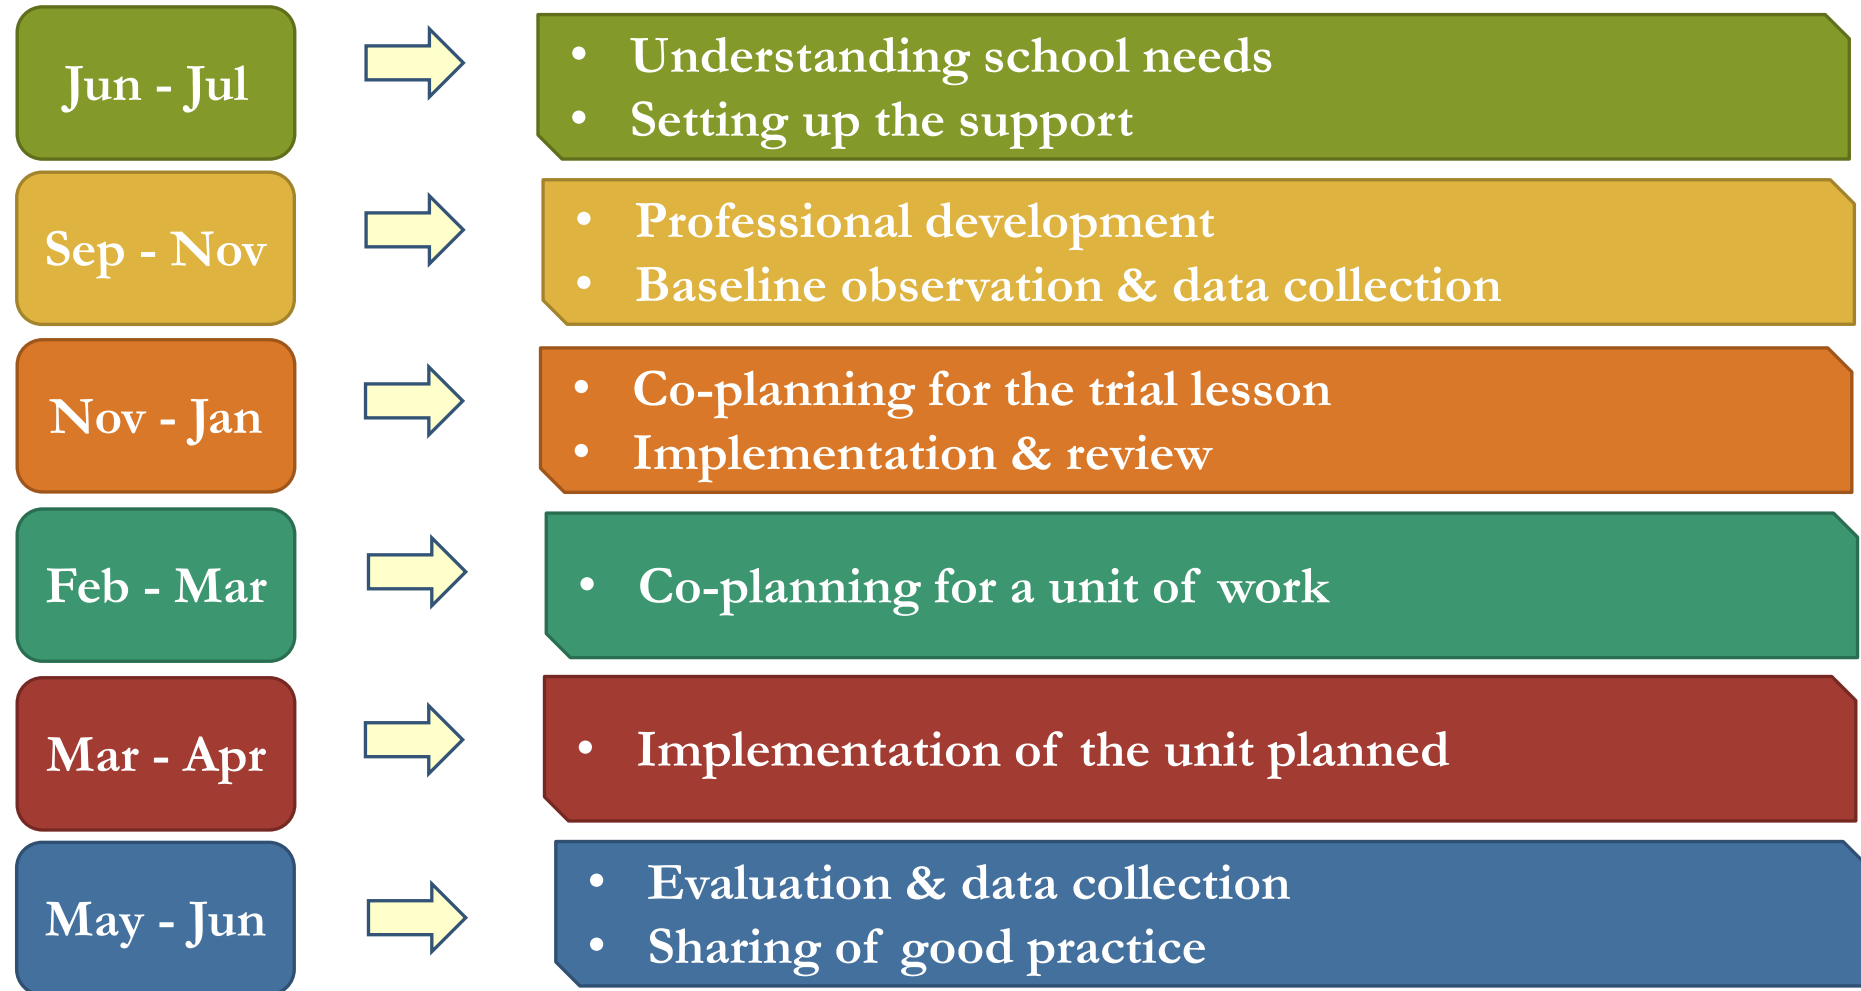 Jun - Jul
• Understanding school needs
• Setting up the support
Sep - Nov
• Professional development
• Baseline observation & data collection
Nov - Jan
• Co-planning for the trial lesson
• Implementation & review
Feb - Mar
• Co-planning for a unit of work
Mar - Apr
• Implementation of the unit planned
May - Jun
• Evaluation & data collection
• Sharing of good practice